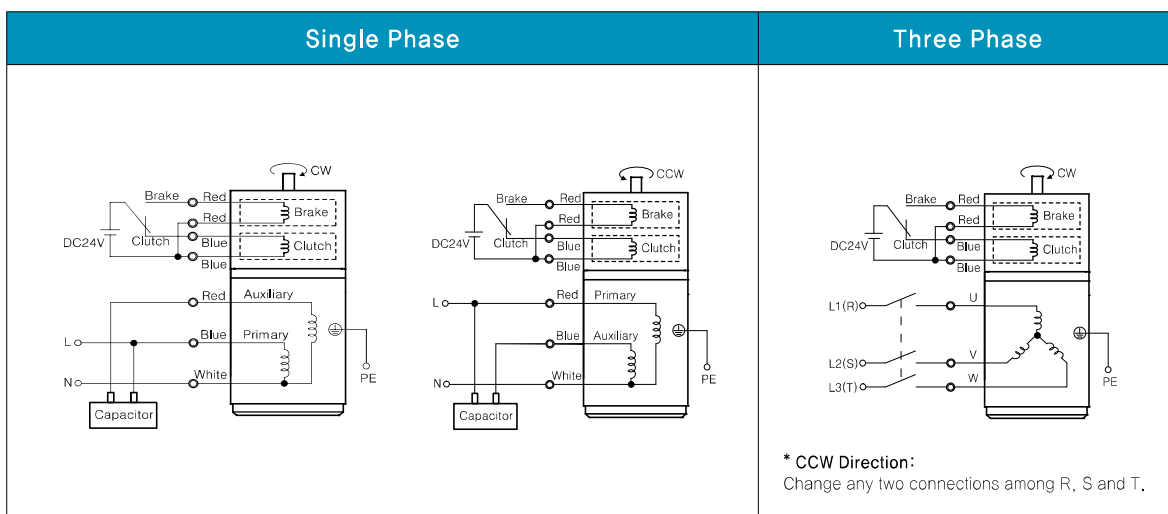 Single Phase
Three Phase
CW
Brake
Red
Red
Brake
DC24V
Clutch
Blue
Clutch
Blue
Red
Auxiliary
L
Blue
Primary
N
White
PE
Capacitor
CCW
Brake
Red
Red
Brake
DC24V
Clutch
Blue
Clutch
Blue
L
Red
Primary
Blue
Auxiliary
N
White
PE
Capacitor
CW
Brake
Red
Red
Brake
DC24V
Clutch
Blue
Clutch
Blue
L1(R)
U
L2(S)
V
L3(T)
W
PE
* CCW Direction:
Change any two connections among R, S and T.